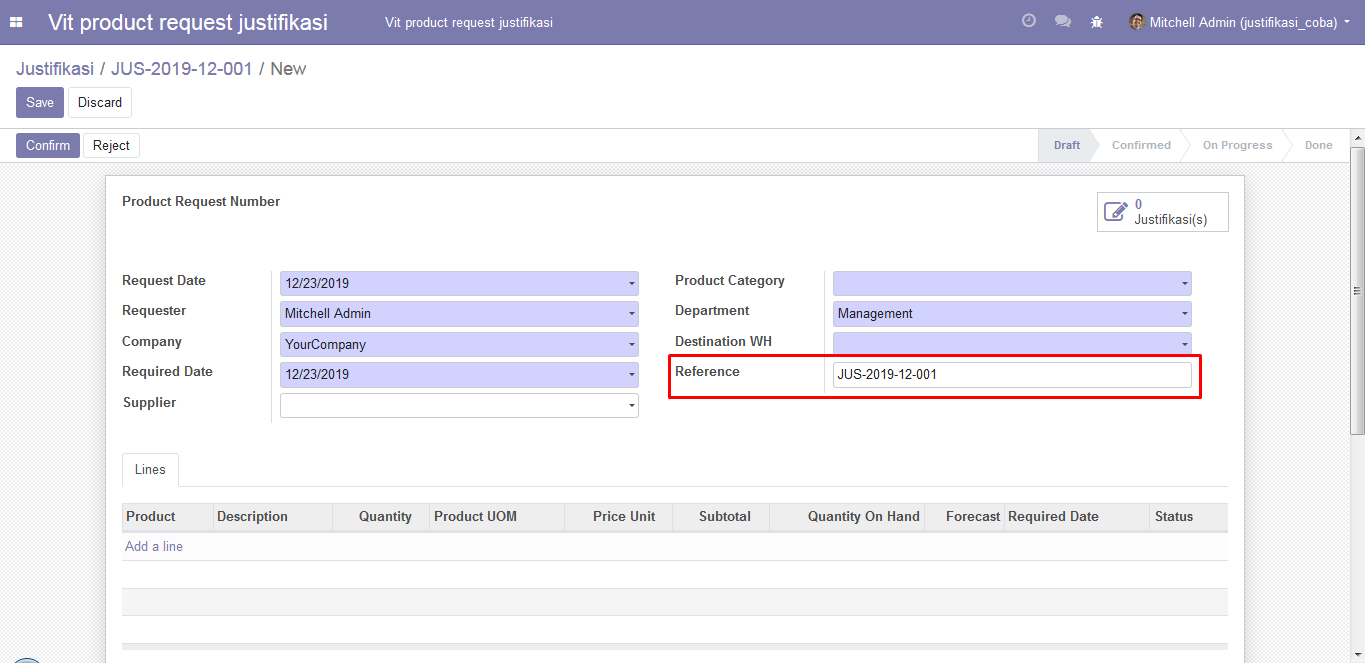 Vit product request justifikasi
Vit product request justifikasi
Mitchell Admin (justifikasi_coba)
Justifikasi / JUS-2019-12-001 / New
Save
Discard
Confirm
Reject
Draft
Confirmed
On Progress
Done
Product Request Number
0
Justifikasi(s)
Request Date
12/23/2019
Requester
Mitchell Admin
Company
YourCompany
Required Date
12/23/2019
Supplier
Product Category
Department
Management
Destination WH
Reference
JUS-2019-12-001
Lines
Product
Description
Quantity
Product UOM
Price Unit
Subtotal
Quantity On Hand
Forecast
Required Date
Status
Add a line